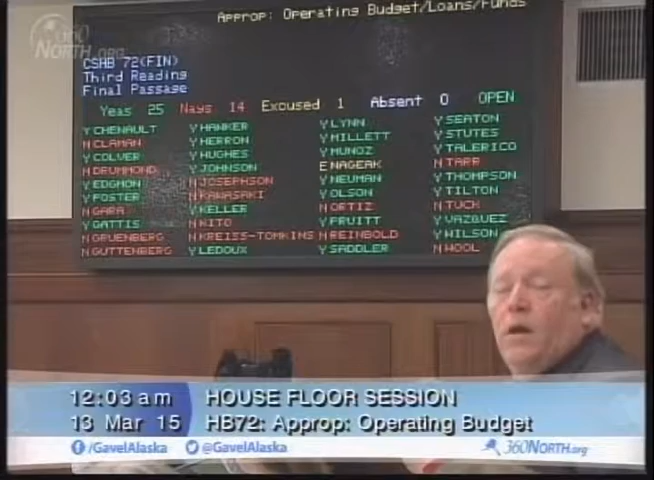 360
NORTH.ORG
Approp: Operating Budget/Loans/Funds
CSHB 72(FIN)
Third Reading
Final Passage
Yeas 25 Nays 14 Excused 1 Absent 0 OPEN
Y CHENAULT Y HAWKER Y LYNN Y SEATON
N CLAMAN Y HERRON Y MILLETT Y STUTES
Y COLVER Y HUGHES Y MUNOZ Y TALERICO
N DRUMMOND Y JOHNSON E NAGEAK N TARR
Y EDGMON N JOSEPHSON Y NEUMAN Y THOMPSON
Y FOSTER N KAWASAKI Y OLSON Y TILTON
N GARA Y KELLER N ORTIZ N TUCK
Y GATTIS N KITO Y PRUITT Y VAZQUEZ
N GRUENBERG N KREISS-TOMKINS N REINBOLD Y WILSON
N GUTTENBERG Y LEDOUX Y SADDLER N WOOL
12:03 am HOUSE FLOOR SESSION
13 Mar 15 HB72: Approp: Operating Budget
/GavelAlaska @GavelAlaska 360NORTH.org